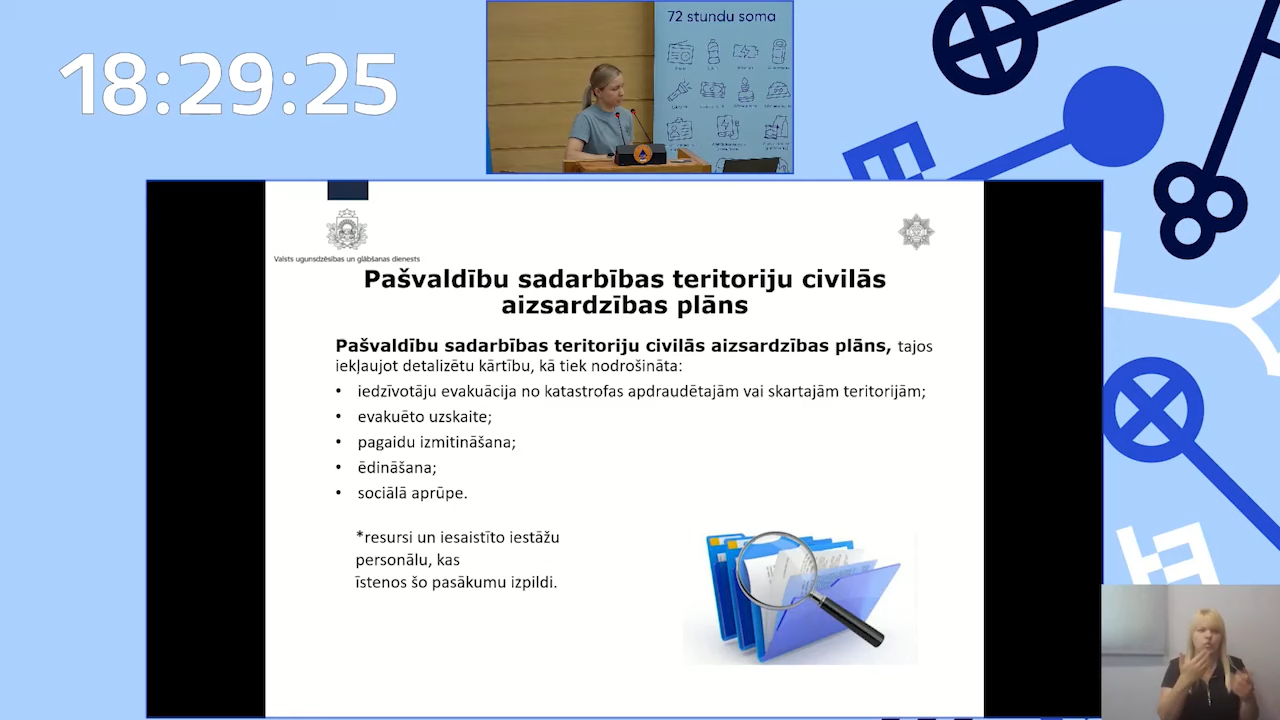 18:29:25
72 stundu soma
Valsts ugunsdzēsības un glābšanas dienests
Pašvaldību sadarbības teritoriju civilās
aizsardzības plāns
Pašvaldību sadarbības teritoriju civilās aizsardzības plāns, tajos
iekļaujot detalizētu kārtību, kā tiek nodrošināta:
• iedzīvotāju evakuācija no katastrofas apdraudētajām vai skartajām teritorijām;
• evakuēto uzskaite;
• pagaidu izmitināšana;
• ēdināšana;
• sociālā aprūpe.
*resursi un iesaistīto iestāžu
personālu, kas
īstenos šo pasākumu izpildi.